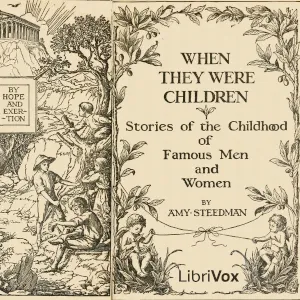 BY
HOPE
AND
EXER-
-TION
WHEN
THEY WERE
CHILDREN
Stories of the Childhood
of
Famous Men
and
Women
BY
AMY·STEEDMAN
LibriVox